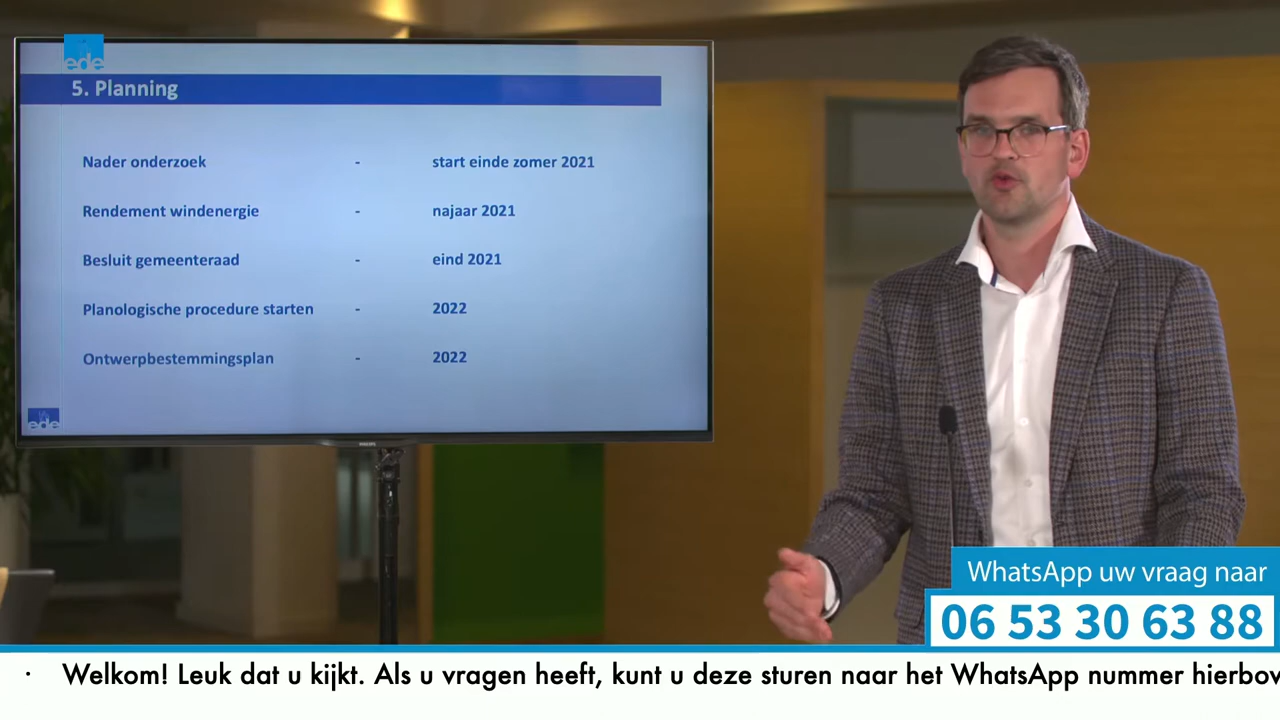 ede
5. Planning
Nader onderzoek - start einde zomer 2021
Rendement windenergie - najaar 2021
Besluit gemeenteraad - eind 2021
Planologische procedure starten - 2022
Ontwerpbestemmingsplan - 2022
ede
PHILIPS
WhatsApp uw vraag naar
06 53 30 63 88
· Welkom! Leuk dat u kijkt. Als u vragen heeft, kunt u deze sturen naar het WhatsApp nummer hierbov